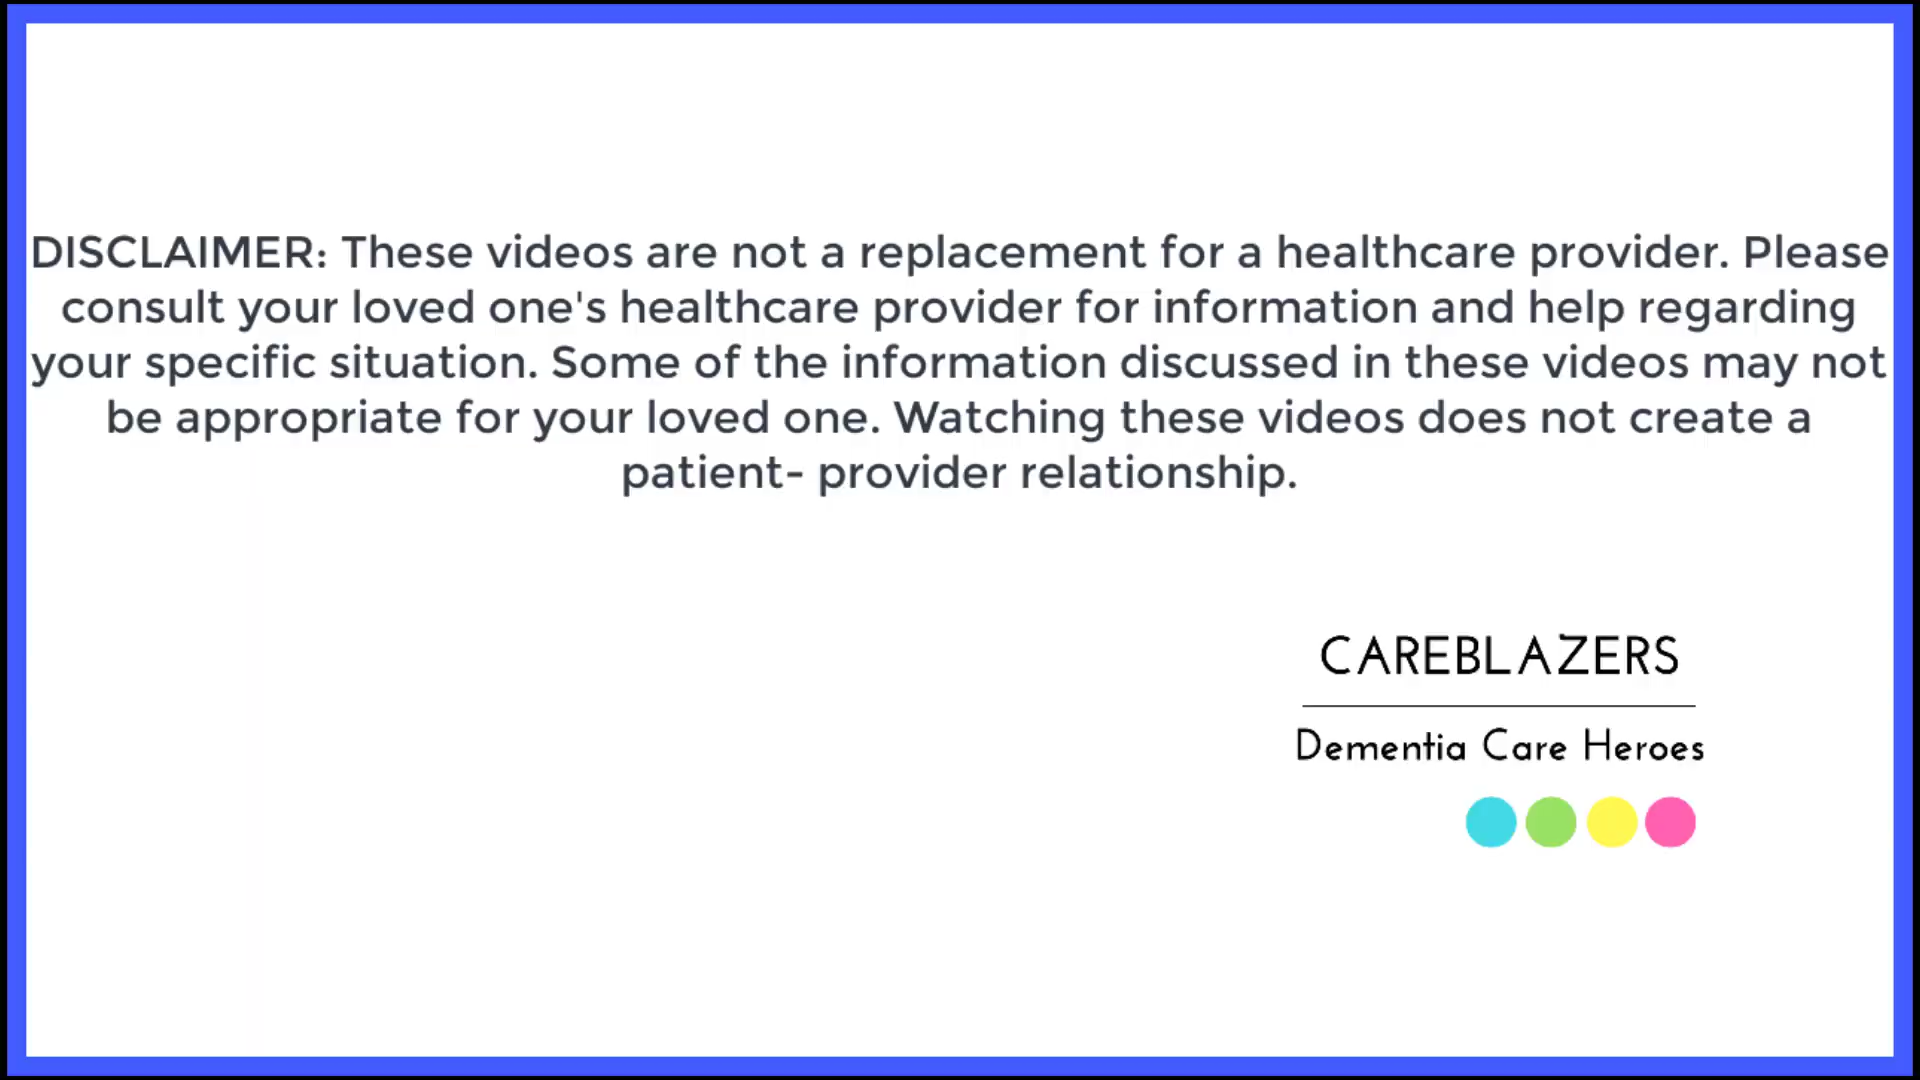 DISCLAIMER: These videos are not a replacement for a healthcare provider. Please
consult your loved one's healthcare provider for information and help regarding
your specific situation. Some of the information discussed in these videos may not
be appropriate for your loved one. Watching these videos does not create a
patient- provider relationship.
CAREBLAZERS
Dementia Care Heroes